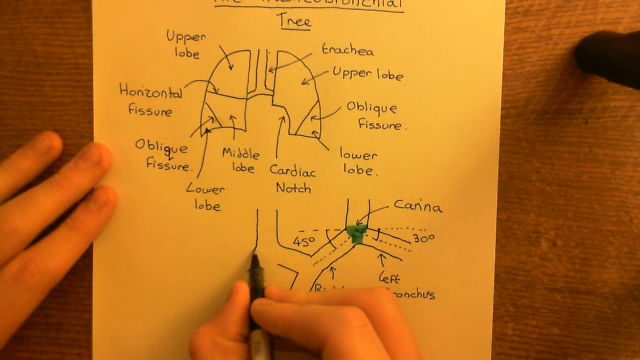 Tree
Upper
lobe
trachea
Upper lobe
Horizontal
fissure
Oblique
Fissure.
Oblique
fissure.
Middle
lobe
Cardiac
Notch
lower
lobe.
Lower
lobe
Carina
45°
30°
Left